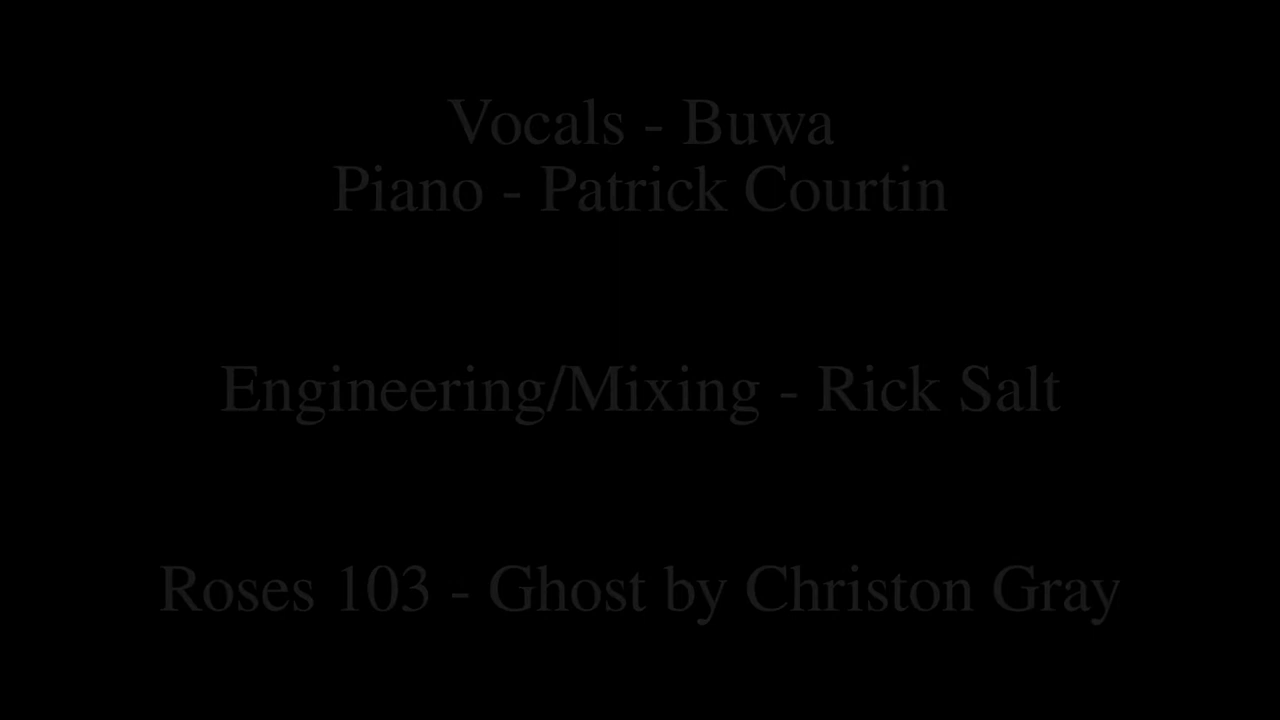 Vocals - Buwa
Piano - Patrick Courtin
Engineering/Mixing - Rick Salt
Roses 103 - Ghost by Christon Gray